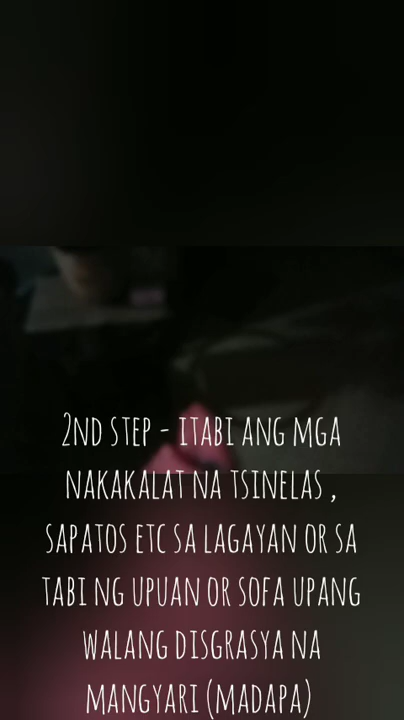 2ND STEP - ITABI ANG MGA
NAKAKALAT NA TSINELAS ,
SAPATOS ETC SA LAGAYAN OR SA
TABI NG UPUAN OR SOFA UPANG
WALANG DISGRASYA NA
MANGYARI (MADAPA)